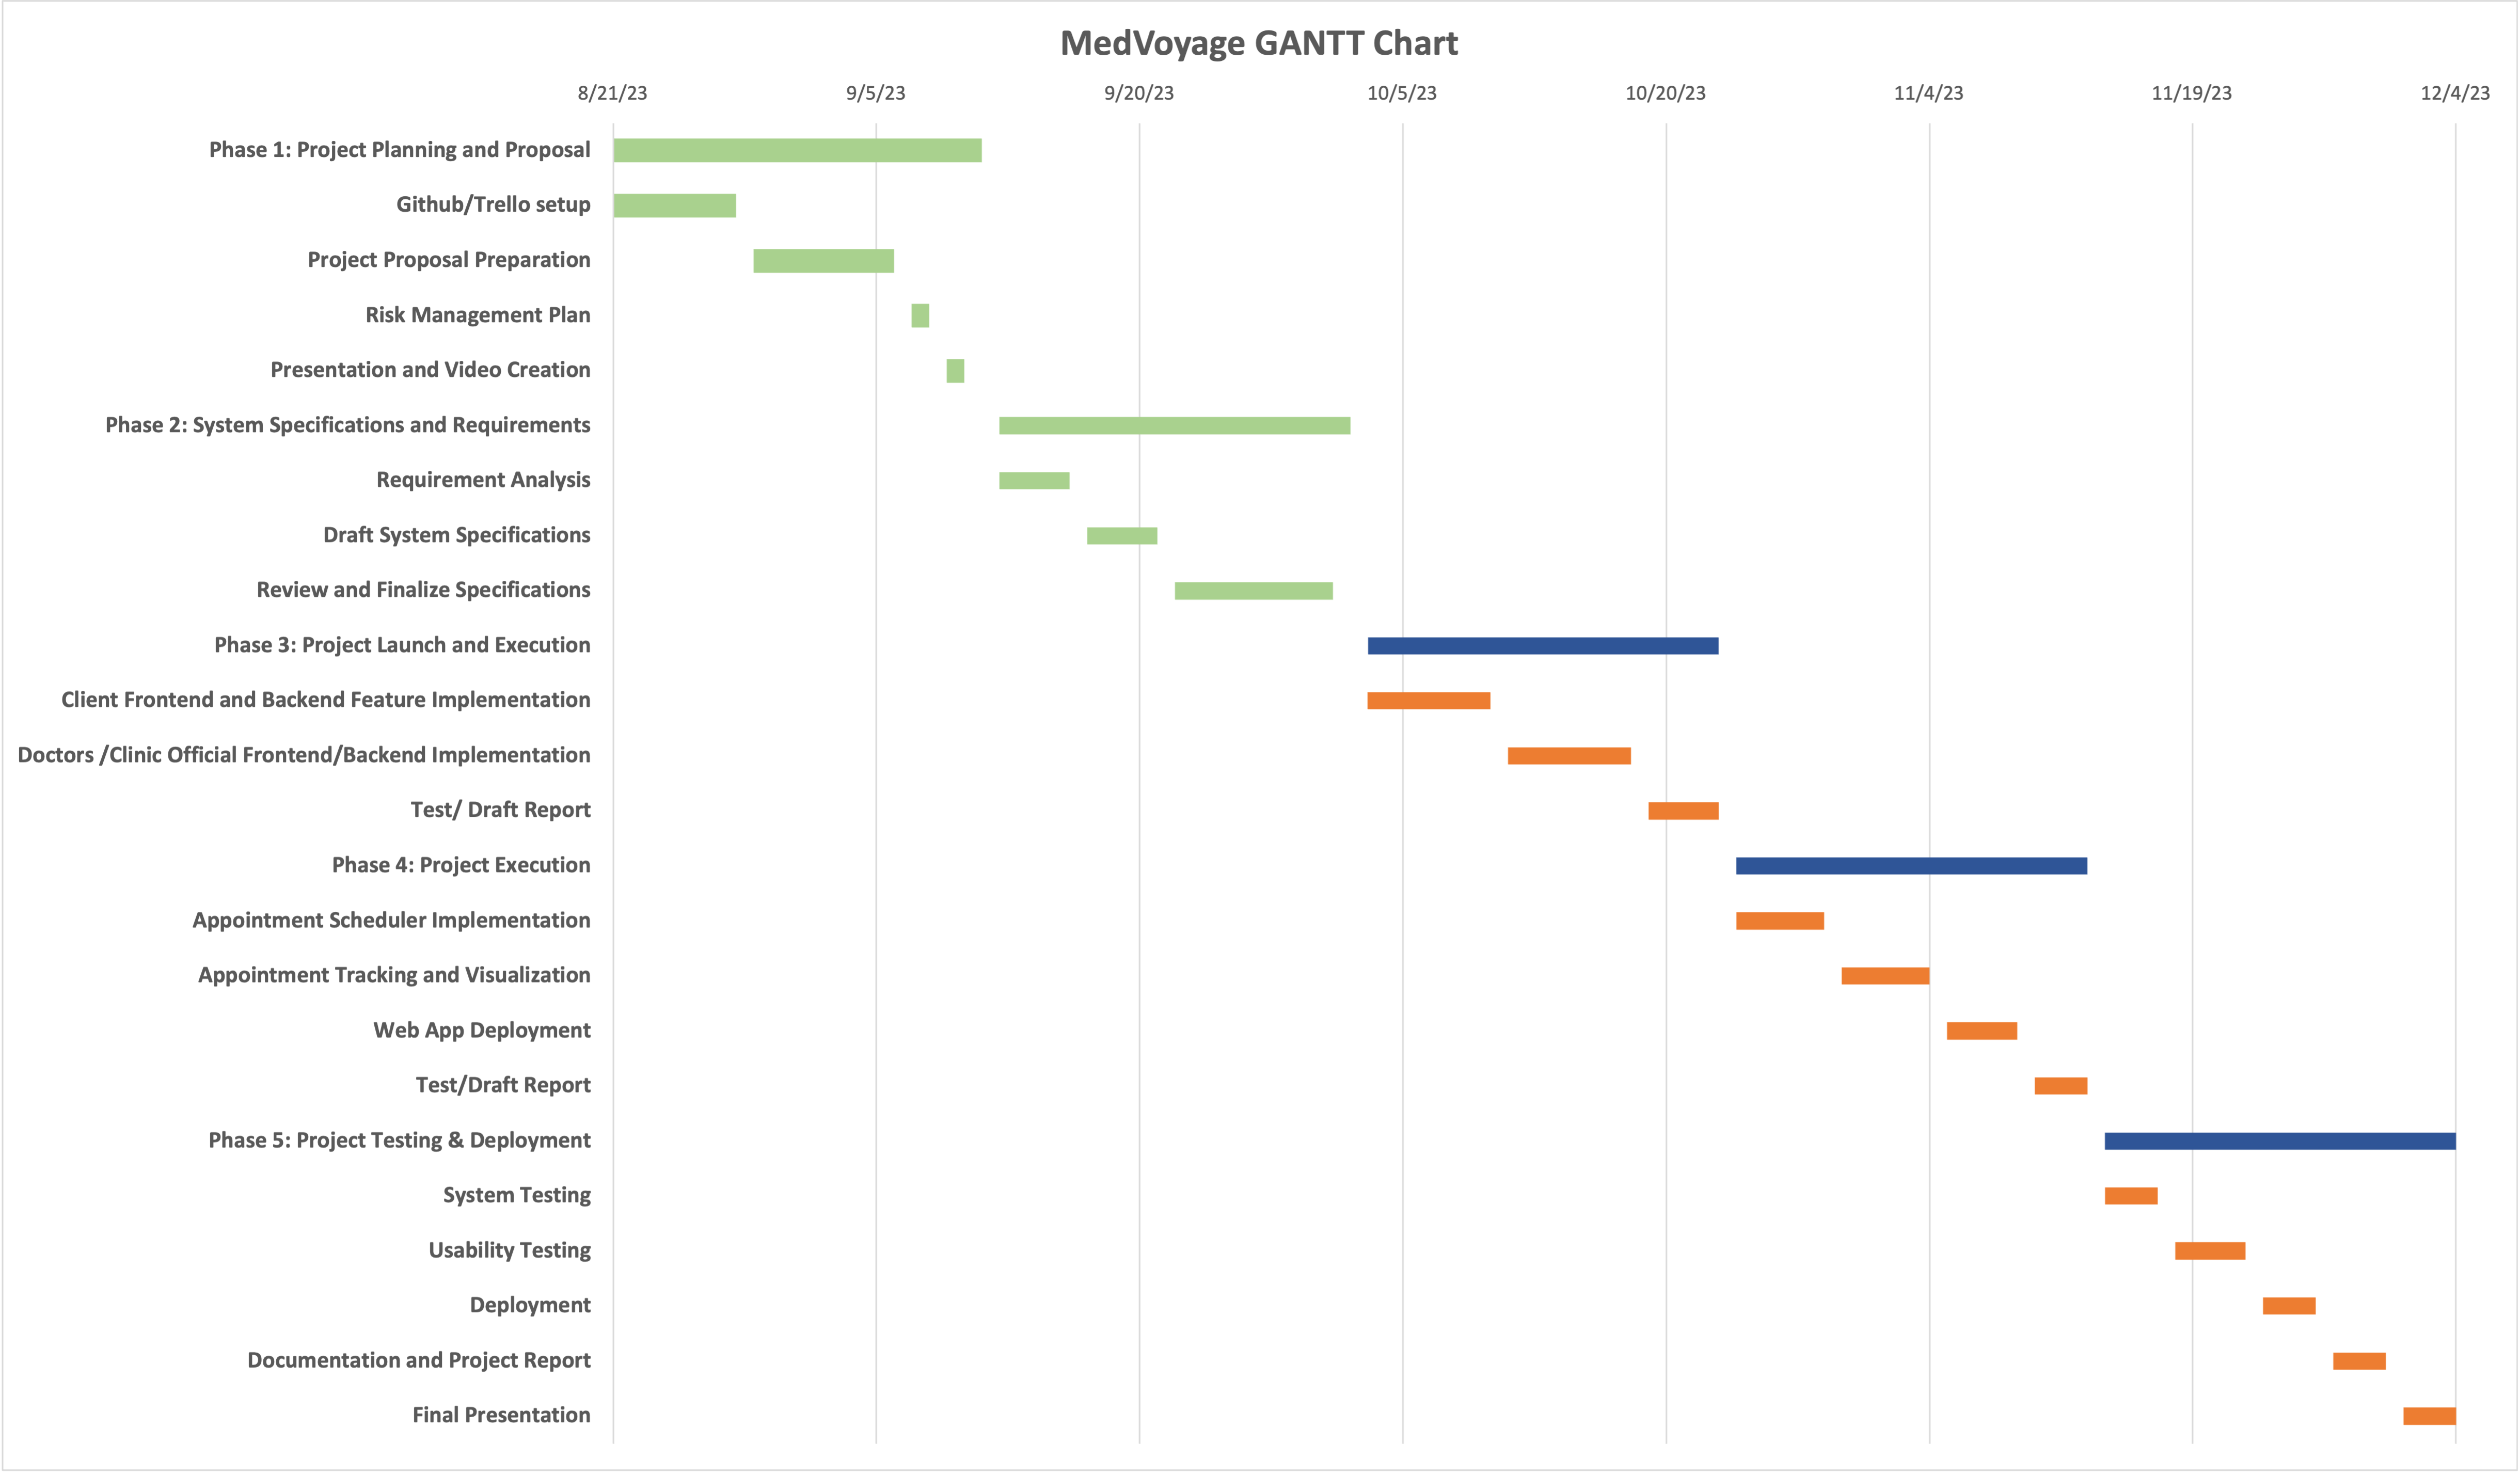 MedVoyage GANTT Chart
8/21/23 9/5/23 9/20/23 10/5/23 10/20/23 11/4/23 11/19/23 12/4/23
Phase 1: Project Planning and Proposal
Github/Trello setup
Project Proposal Preparation
Risk Management Plan
Presentation and Video Creation
Phase 2: System Specifications and Requirements
Requirement Analysis
Draft System Specifications
Review and Finalize Specifications
Phase 3: Project Launch and Execution
Client Frontend and Backend Feature Implementation
Doctors /Clinic Official Frontend/Backend Implementation
Test/ Draft Report
Phase 4: Project Execution
Appointment Scheduler Implementation
Appointment Tracking and Visualization
Web App Deployment
Test/Draft Report
Phase 5: Project Testing & Deployment
System Testing
Usability Testing
Deployment
Documentation and Project Report
Final Presentation